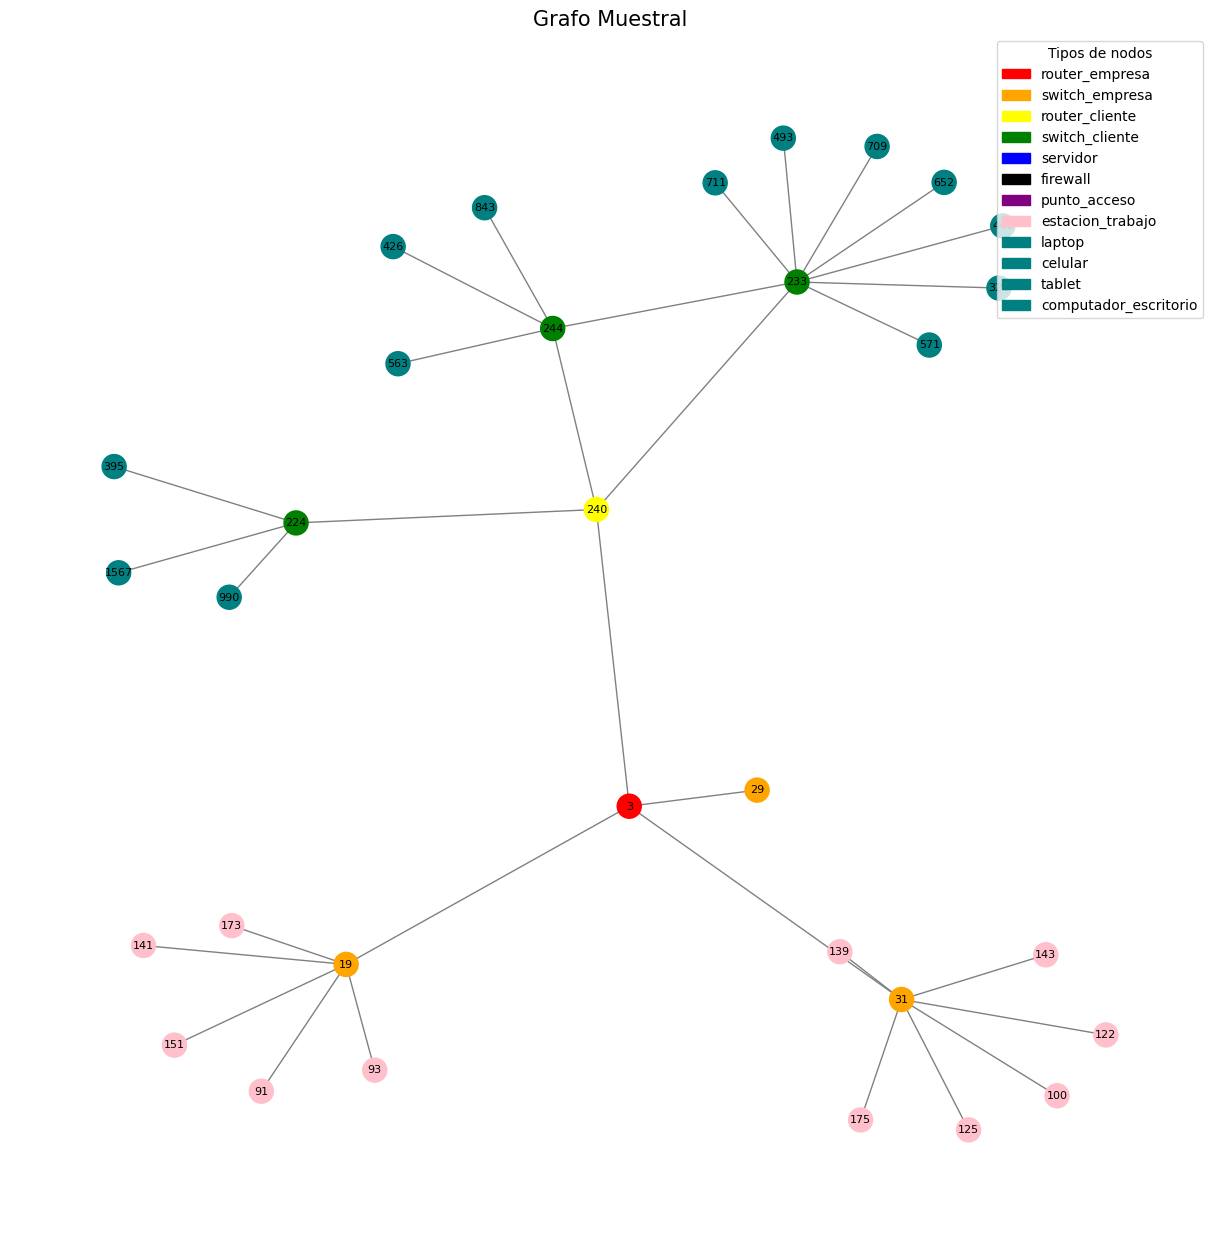 Grafo Muestral
Tipos de nodos
router_empresa
switch_empresa
router_cliente
switch_cliente
servidor
firewall
punto_acceso
estacion_trabajo
laptop
celular
tablet
computador_escritorio
493
709
711
652
843
426
233
244
571
563
395
240
224
1567
990
29
3
173
141
139
143
19
31
151
122
93
91
100
175
125